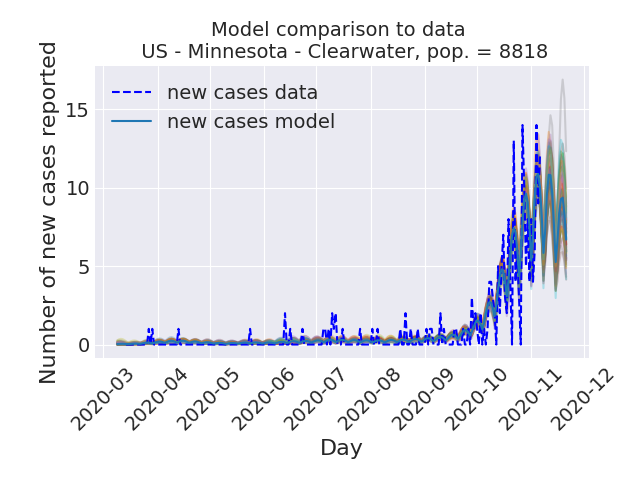 Model comparison to data
US - Minnesota - Clearwater, pop. = 8818
new cases data
new cases model
Number of new cases reported
15
10
5
0
2020-03
2020-04
2020-05
2020-06
2020-07
2020-08
2020-09
2020-10
2020-11
2020-12
Day